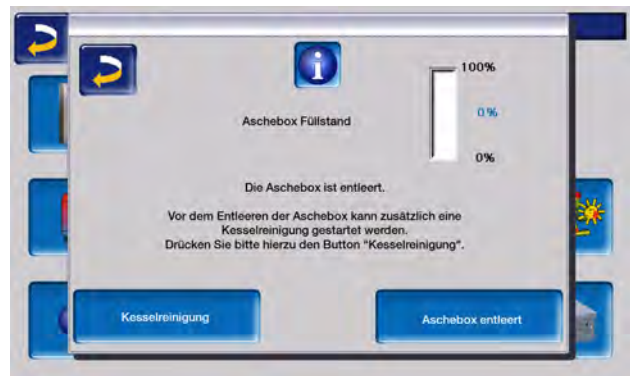 100%
Aschebox Füllstand
0%
0%
Die Aschebox ist entleert.
Vor dem Entleeren der Aschebox kann zusätzlich eine
Kesselreinigung gestartet werden.
Drücken Sie bitte hierzu den Button "Kesselreinigung".
Kesselreinigung
Aschebox entleert